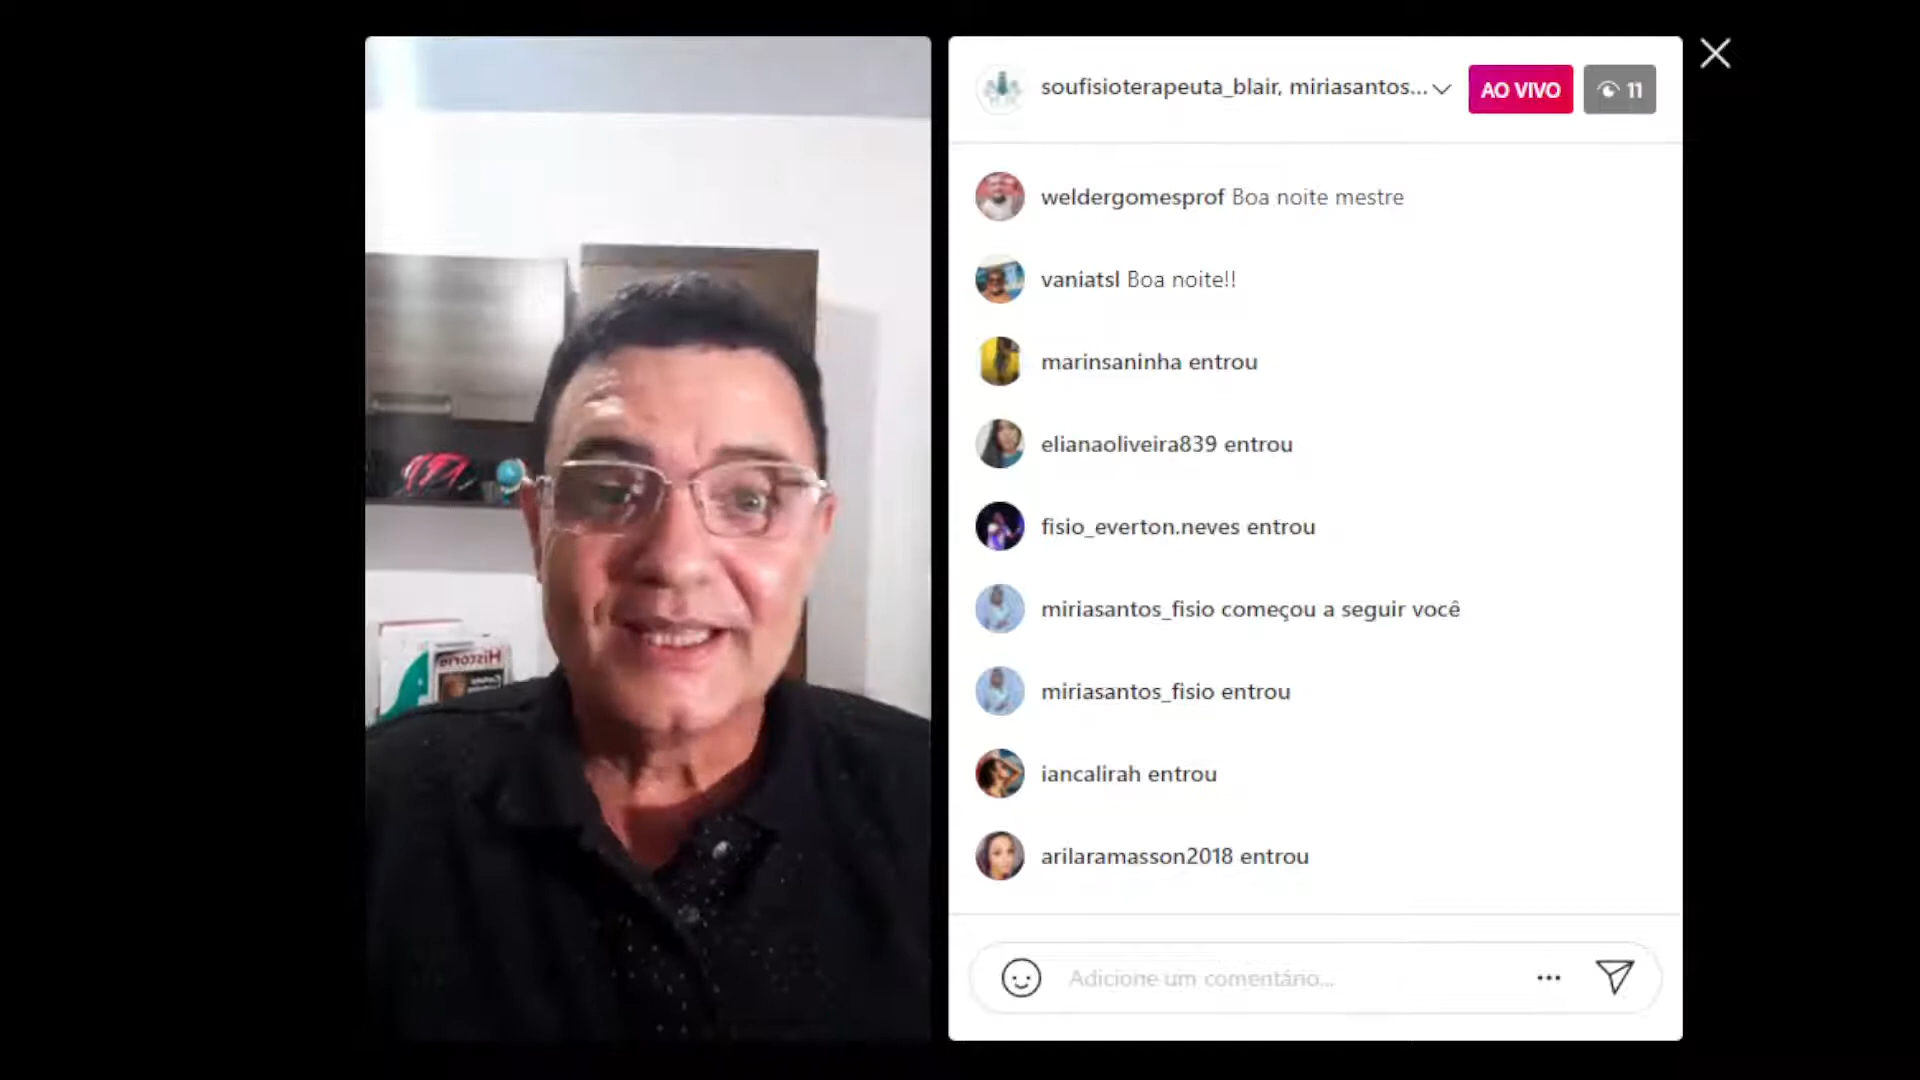 soufisioterapeuta_blair, miriasantos...
AO VIVO
11
weldergomesprof Boa noite mestre
vaniatsl Boa noite!!
marinsaninha entrou
elianaoliveira839 entrou
fisio_everton.neves entrou
miriasantos_fisio começou a seguir você
miriasantos_fisio entrou
iancalirah entrou
arilaramasson2018 entrou
Adicione um comentário...
História